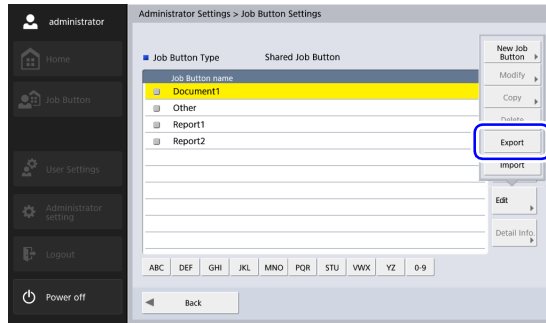 administrator
Home
Job Button
User Settings
Administrator
setting
Logout
Power off
Administrator Settings > Job Button Settings
Job Button Type Shared Job Button
Job Button name
Document1
Other
Report1
Report2
ABC DEF GHI JKL MNO PQR STU VWX YZ 0-9
Back
New Job
Button
Modify
Copy
Delete
Export
Import
Edit
Detail Info.